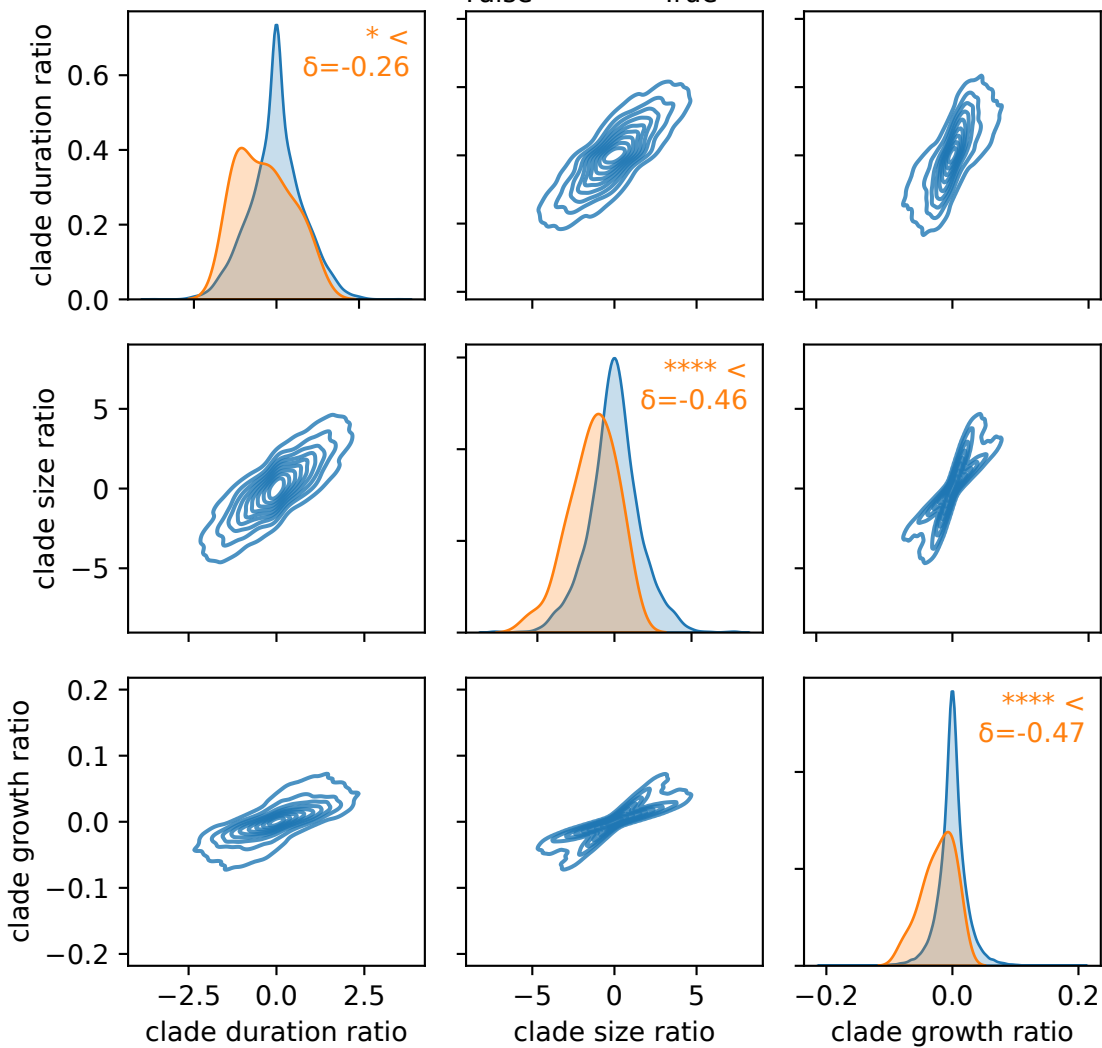 clade duration ratio
0.6
0.4
0.2
0.0
* <
δ=-0.26
clade size ratio
5
0
−5
**** <
δ=-0.46
clade growth ratio
0.2
0.1
0.0
−0.1
−0.2
**** <
δ=-0.47
−2.5 0.0 2.5
−5 0 5
−0.2 0.0 0.2
clade duration ratio
clade size ratio
clade growth ratio